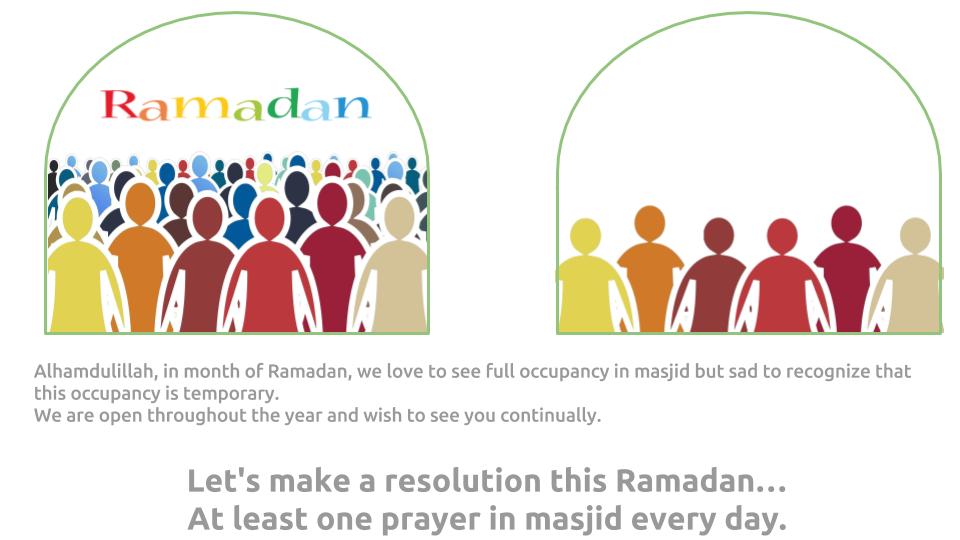 Ramadan
Alhamdulillah, in month of Ramadan, we love to see full occupancy in masjid but sad to recognize that
this occupancy is temporary.
We are open throughout the year and wish to see you continually.
Let's make a resolution this Ramadan...
At least one prayer in masjid every day.